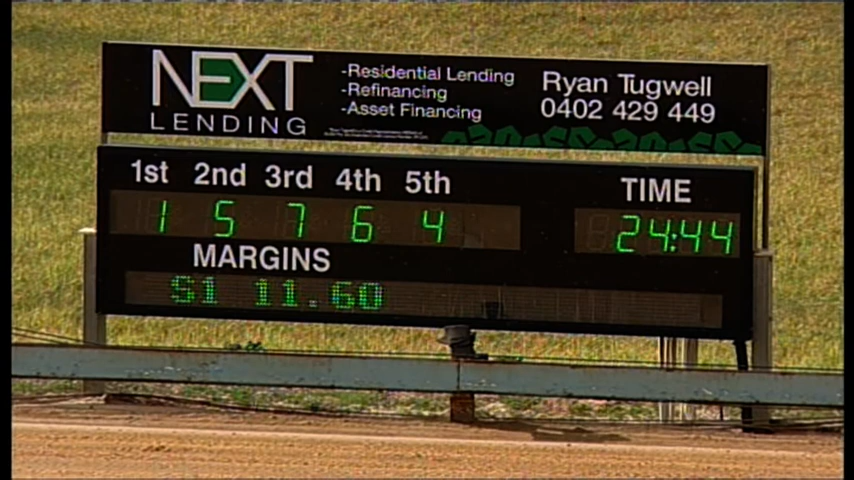 NEXT
LENDING
-Residential Lending
-Refinancing
-Asset Financing
Ryan Tugwell
0402 429 449
1st 2nd 3rd 4th 5th
1 5 7 6 4
TIME
24:44
MARGINS
S1 11.60